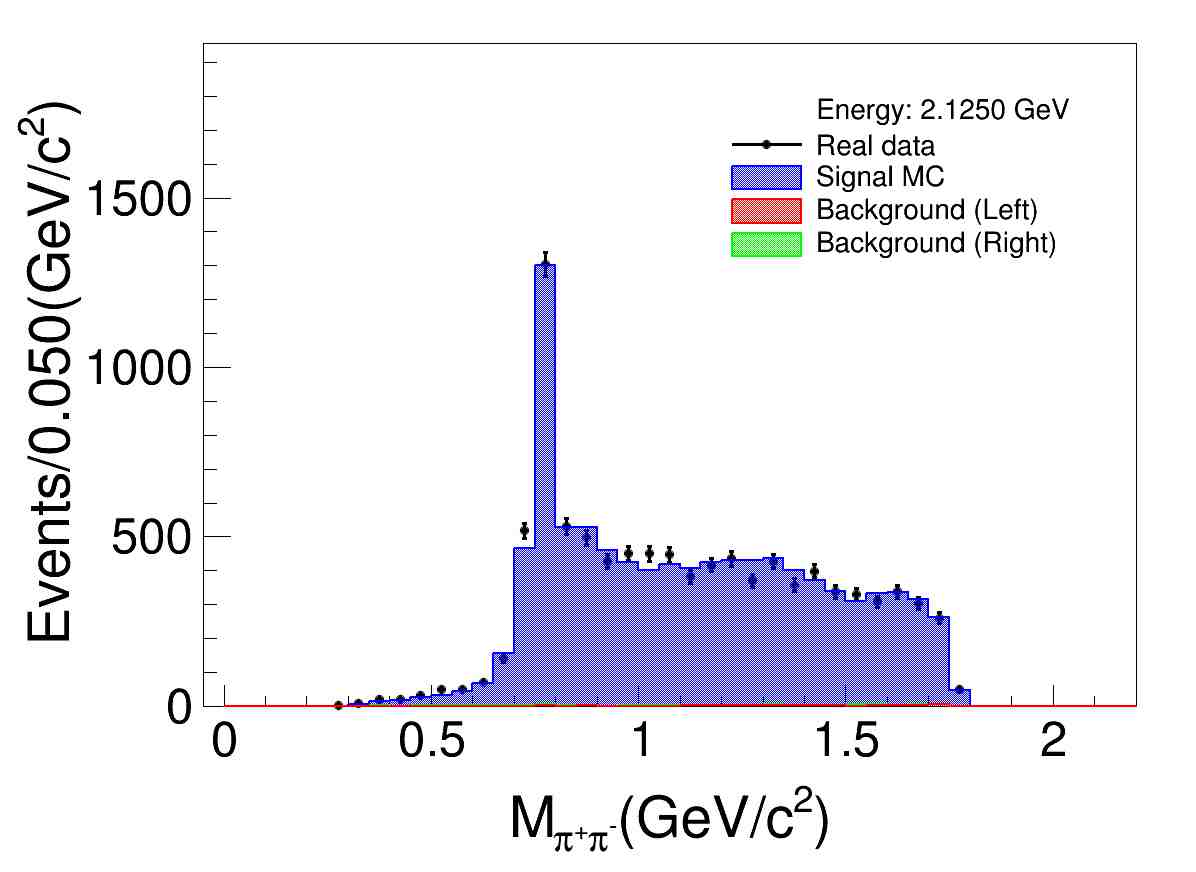 Events/0.050(GeV/c²)
1500
1000
500
0
Energy: 2.1250 GeV
Real data
Signal MC
Background (Left)
Background (Right)
0 0.5 1 1.5 2
Mπ⁺π⁻(GeV/c²)